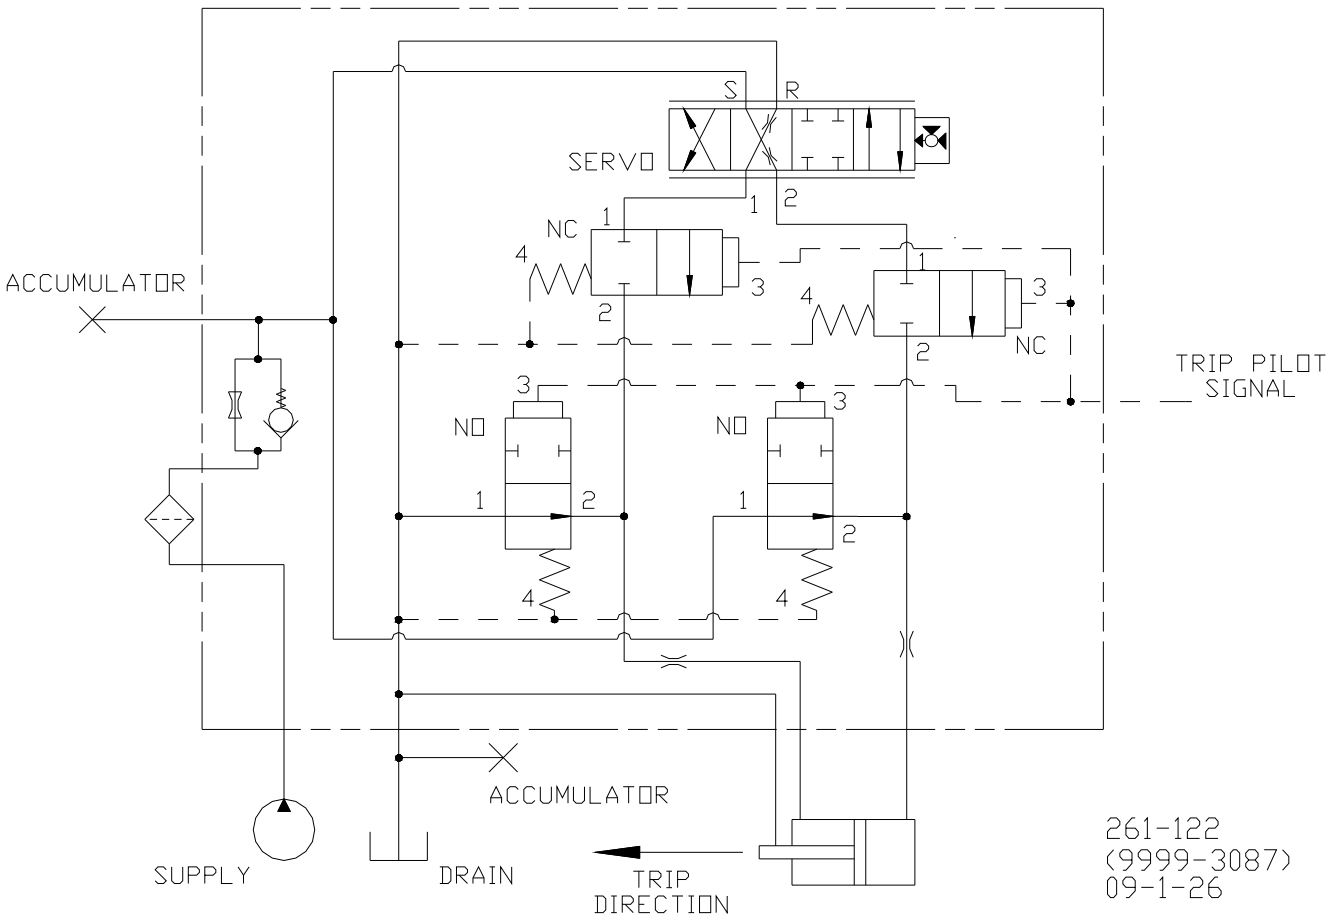 S R
SERVO
1 2
NC 1
4
3
2
ACCUMULATOR
1
4 3
2 NC
TRIP PILOT
SIGNAL
3 3
NO NO
1 2 1
2
4 4
ACCUMULATOR
SUPPLY DRAIN
TRIP
DIRECTION
261-122
(9999-3087)
09-1-26